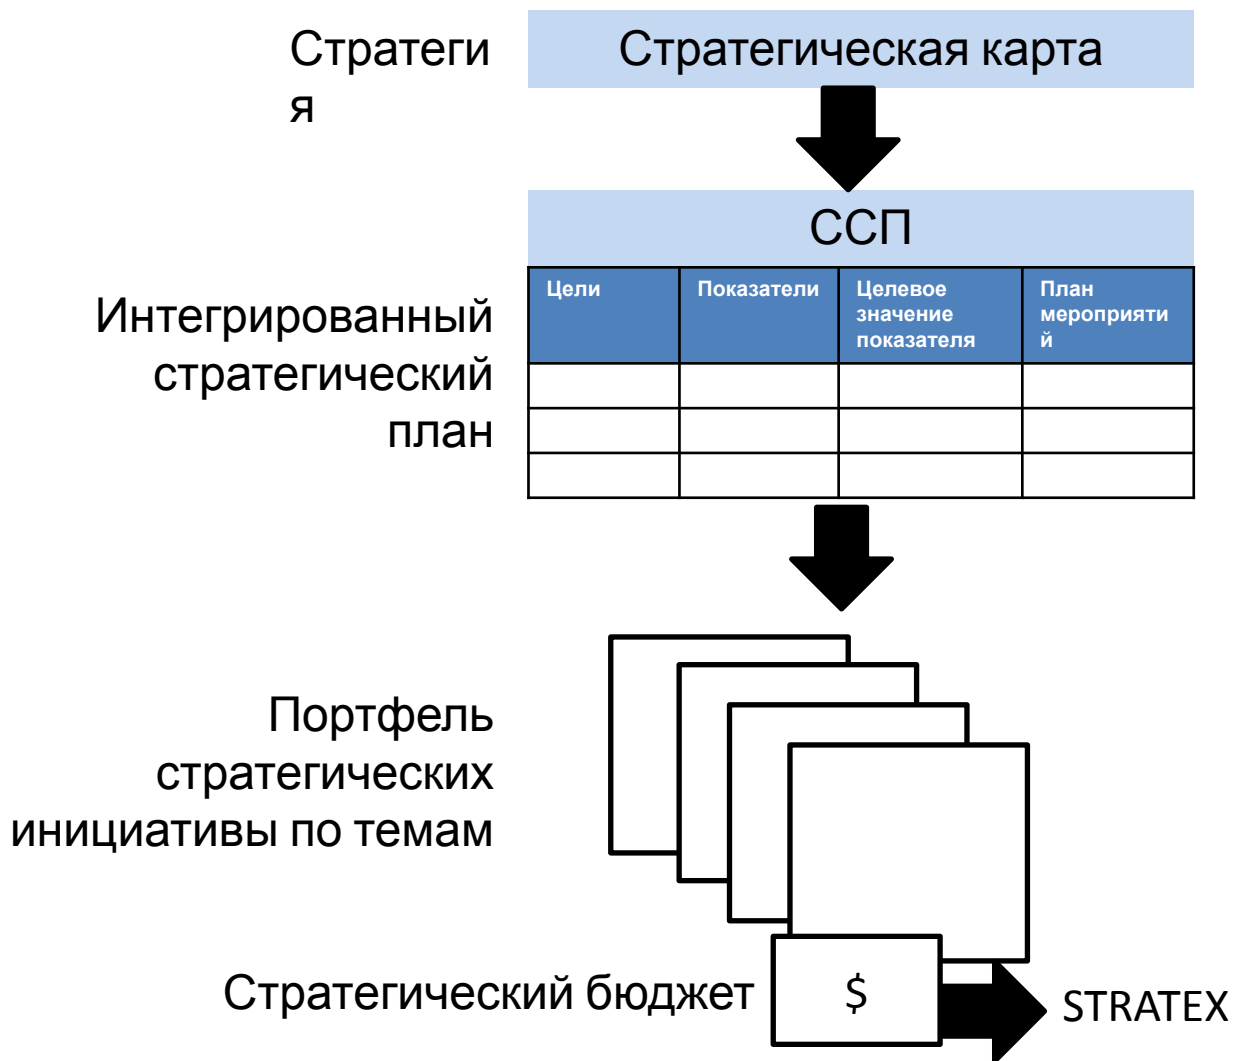 Стратеги
я
Стратегическая карта
ССП
Интегрированный
стратегический
план
Цели
Показатели
Целевое
значение
показателя
План
мероприяти
й
Портфель
стратегических
инициативы по темам
Стратегический бюджет
$
STRATEX